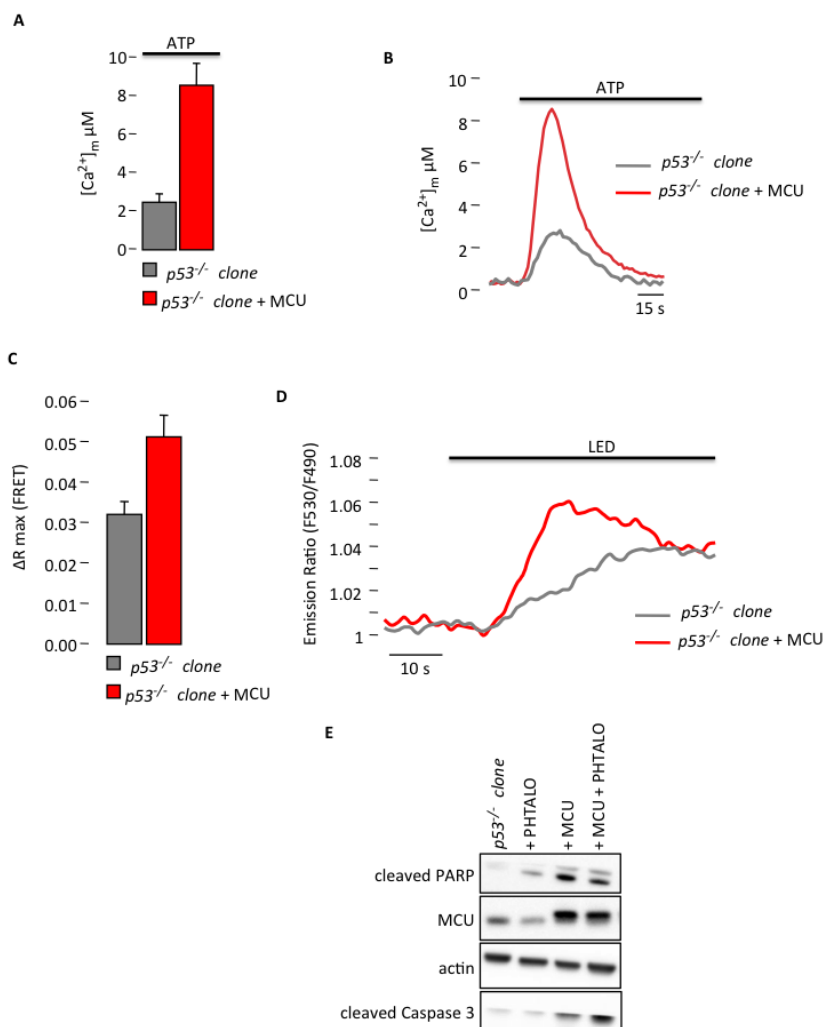 A
ATP
10
8
6
4
2
0
[Ca²⁺]m µM
p53-/- clone
p53-/- clone + MCU
B
ATP
10
8
6
4
2
0
[Ca²⁺]m µM
p53-/- clone
p53-/- clone + MCU
15 s
C
0.06
0.05
0.04
0.03
0.02
0.01
0.00
ΔR max (FRET)
p53-/- clone
p53-/- clone + MCU
D
LED
1.08
1.06
1.04
1.02
1
Emission Ratio (F530/F490)
10 s
p53-/- clone
p53-/- clone + MCU
E
p53-/- clone
+ PHTALO
+ MCU
+ MCU + PHTALO
cleaved PARP
MCU
actin
cleaved Caspase 3